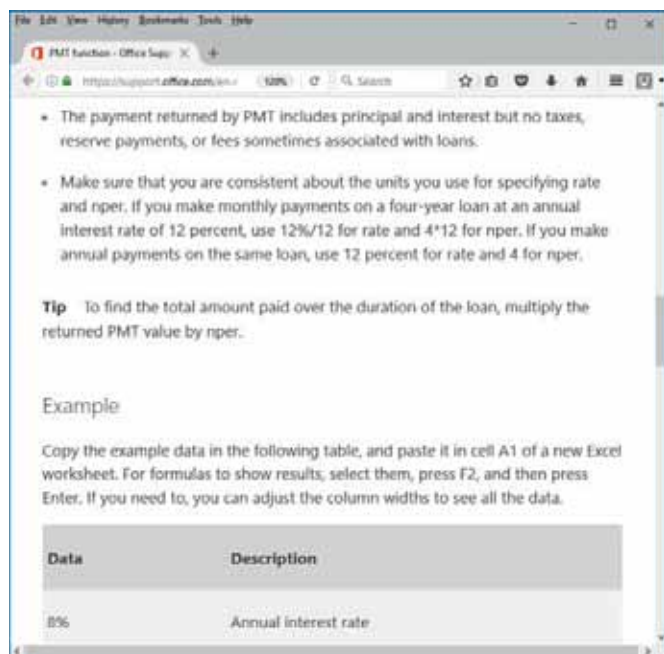 File Edit View History Bookmarks Tools Help
PMT function - Office Supp
https://support.office.com/en-u 120% Search
• The payment returned by PMT includes principal and interest but no taxes,
reserve payments, or fees sometimes associated with loans.
• Make sure that you are consistent about the units you use for specifying rate
and nper. If you make monthly payments on a four-year loan at an annual
interest rate of 12 percent, use 12%/12 for rate and 4*12 for nper. If you make
annual payments on the same loan, use 12 percent for rate and 4 for nper.
Tip To find the total amount paid over the duration of the loan, multiply the
returned PMT value by nper.
Example
Copy the example data in the following table, and paste it in cell A1 of a new Excel
worksheet. For formulas to show results, select them, press F2, and then press
Enter. If you need to, you can adjust the column widths to see all the data.
Data Description
8% Annual interest rate